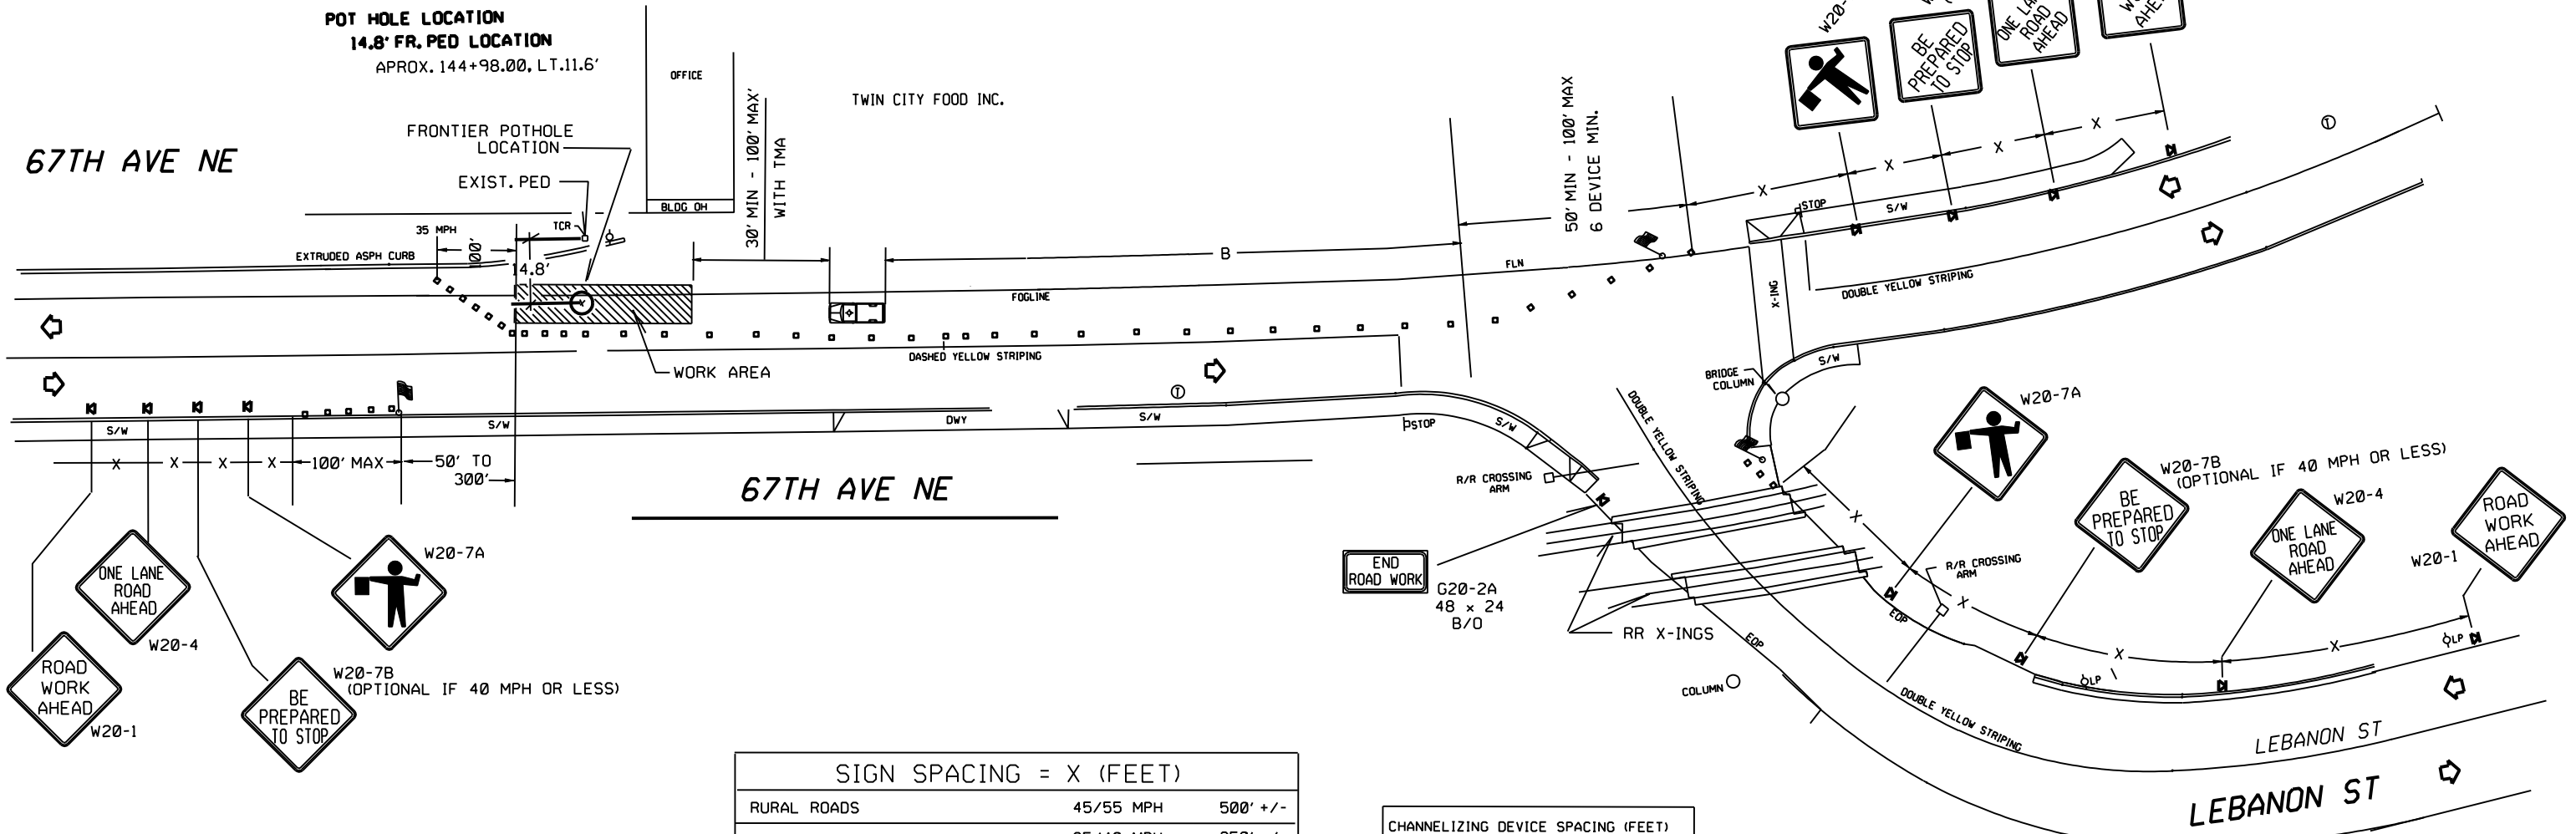 POT HOLE LOCATION
14.8' FR. PED LOCATION
APROX. 144+98.00, LT.11.6'
OFFICE
TWIN CITY FOOD INC.
67TH AVE NE
FRONTIER POTHOLE
LOCATION
EXIST. PED
BLDG OH
30' MIN - 100' MAX'
WITH TMA
50' MIN - 100' MAX
6 DEVICE MIN.
BE
PREPARED
TO STOP
ONE LANE
ROAD
AHEAD
AHEAD
X
X
X
X
STOP
S/W
TCR
35 MPH
EXTRUDED ASPH CURB
14.8'
B
FLN
FOGLINE
X-ING
DOUBLE YELLOW STRIPING
DASHED YELLOW STRIPING
WORK AREA
S/W
BRIDGE
COLUMN
S/W
S/W
DWY
S/W
STOP
S/W
DOUBLE YELLOW STRIPING
X
X
X
X
100' MAX
50' TO
300'
67TH AVE NE
R/R CROSSING
ARM
W20-7A
W20-7B
(OPTIONAL IF 40 MPH OR LESS)
BE
PREPARED
TO STOP
W20-4
ONE LANE
ROAD
AHEAD
ROAD
WORK
AHEAD
W20-1
X
X
X
X
R/R CROSSING
ARM
EOP
LP
LP
END
ROAD WORK
G20-2A
48 x 24
B/O
RR X-INGS
EOP
COLUMN
DOUBLE YELLOW STRIPING
LEBANON ST
LEBANON ST
W20-7A
ONE LANE
ROAD
AHEAD
W20-4
ROAD
WORK
AHEAD
W20-1
W20-7B
(OPTIONAL IF 40 MPH OR LESS)
BE
PREPARED
TO STOP
SIGN SPACING = X (FEET)
RURAL ROADS 45/55 MPH 500' +/-
CHANNELIZING DEVICE SPACING (FEET)